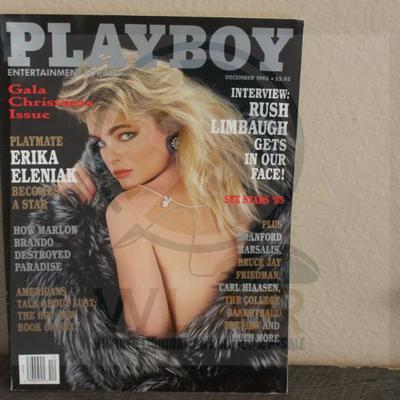 PLAYBOY
ENTERTAINMENT FOR MEN
DECEMBER 1993 • $5.95
Gala
Christmas
Issue
PLAYMATE
ERIKA
ELENIAK
BECOMES
A STAR
HOW MARLON
BRANDO
DESTROYED
PARADISE
AMERICANS
TALK ABOUT LUST:
THE HOT NEW
BOOK ON SEX
INTERVIEW:
RUSH
LIMBAUGH
GETS
IN OUR
FACE!
SEX STARS '93
PLUS
BRANFORD
MARSALIS,
BRUCE JAY
FRIEDMAN,
CARL HIAASEN,
THE COLLEGE
BASKETBALL
PREVIEW AND
MUCH MORE